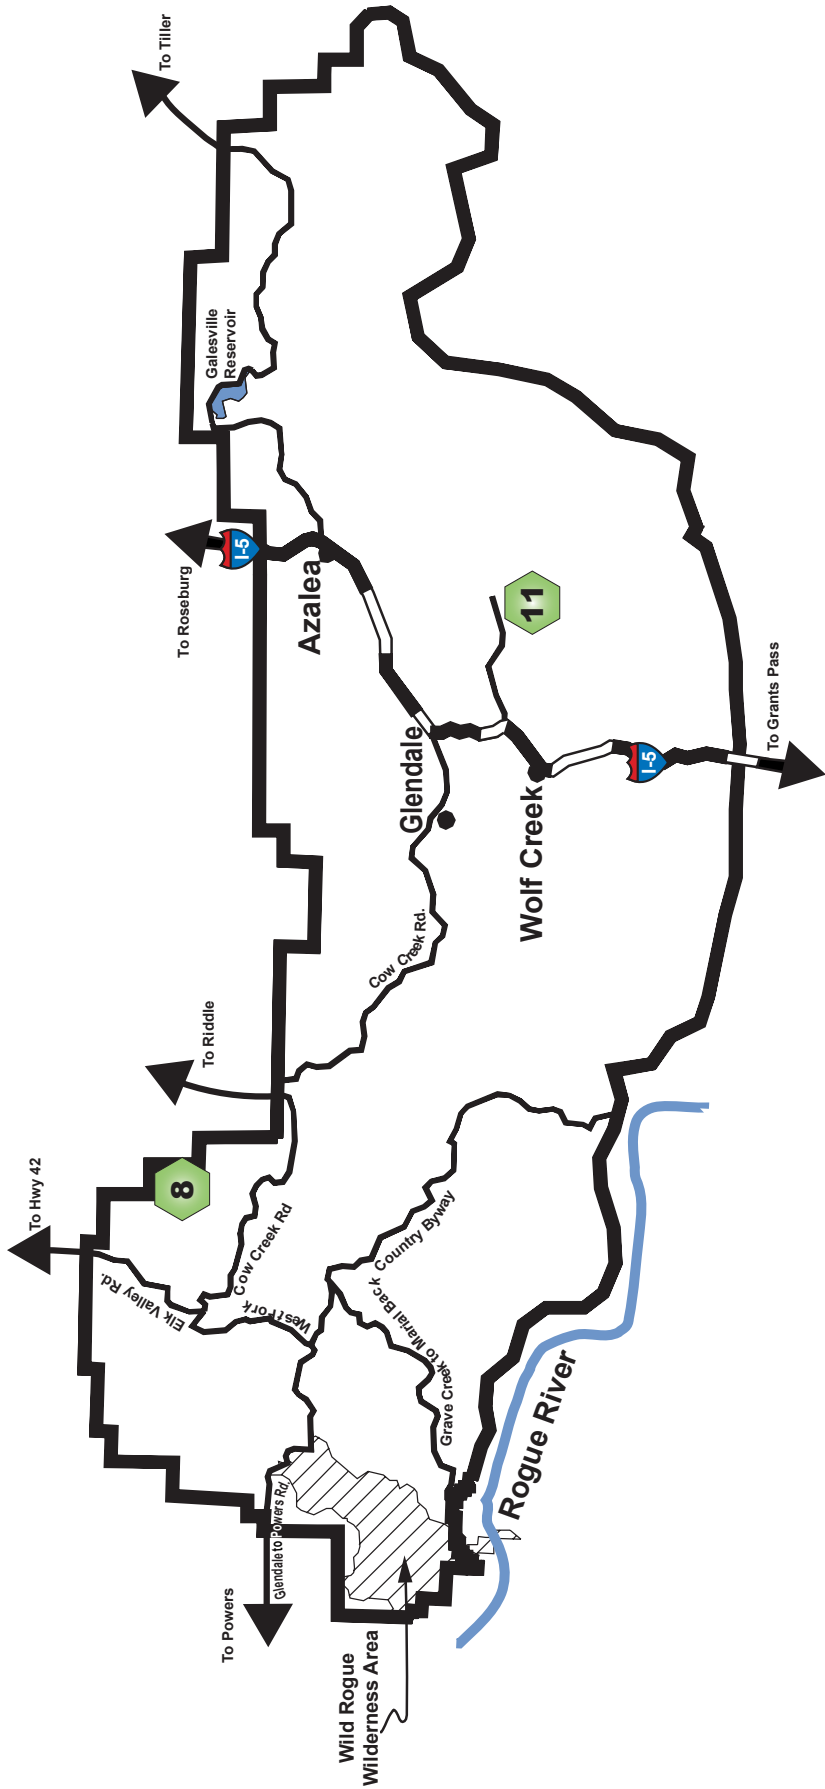 To Tiller
Galesville
Reservoir
To Roseburg
I-5
Azalea
11
To Grants Pass
Glendale
I-5
Wolf Creek
Cow Creek Rd.
To Riddle
To Hwy 42
8
Cow Creek Rd
Elk Valley Rd.
West Fork
Grave Creek to Marial Back Country Byway
Rogue River
Glendale to Powers Rd.
To Powers
Wild Rogue
Wilderness Area